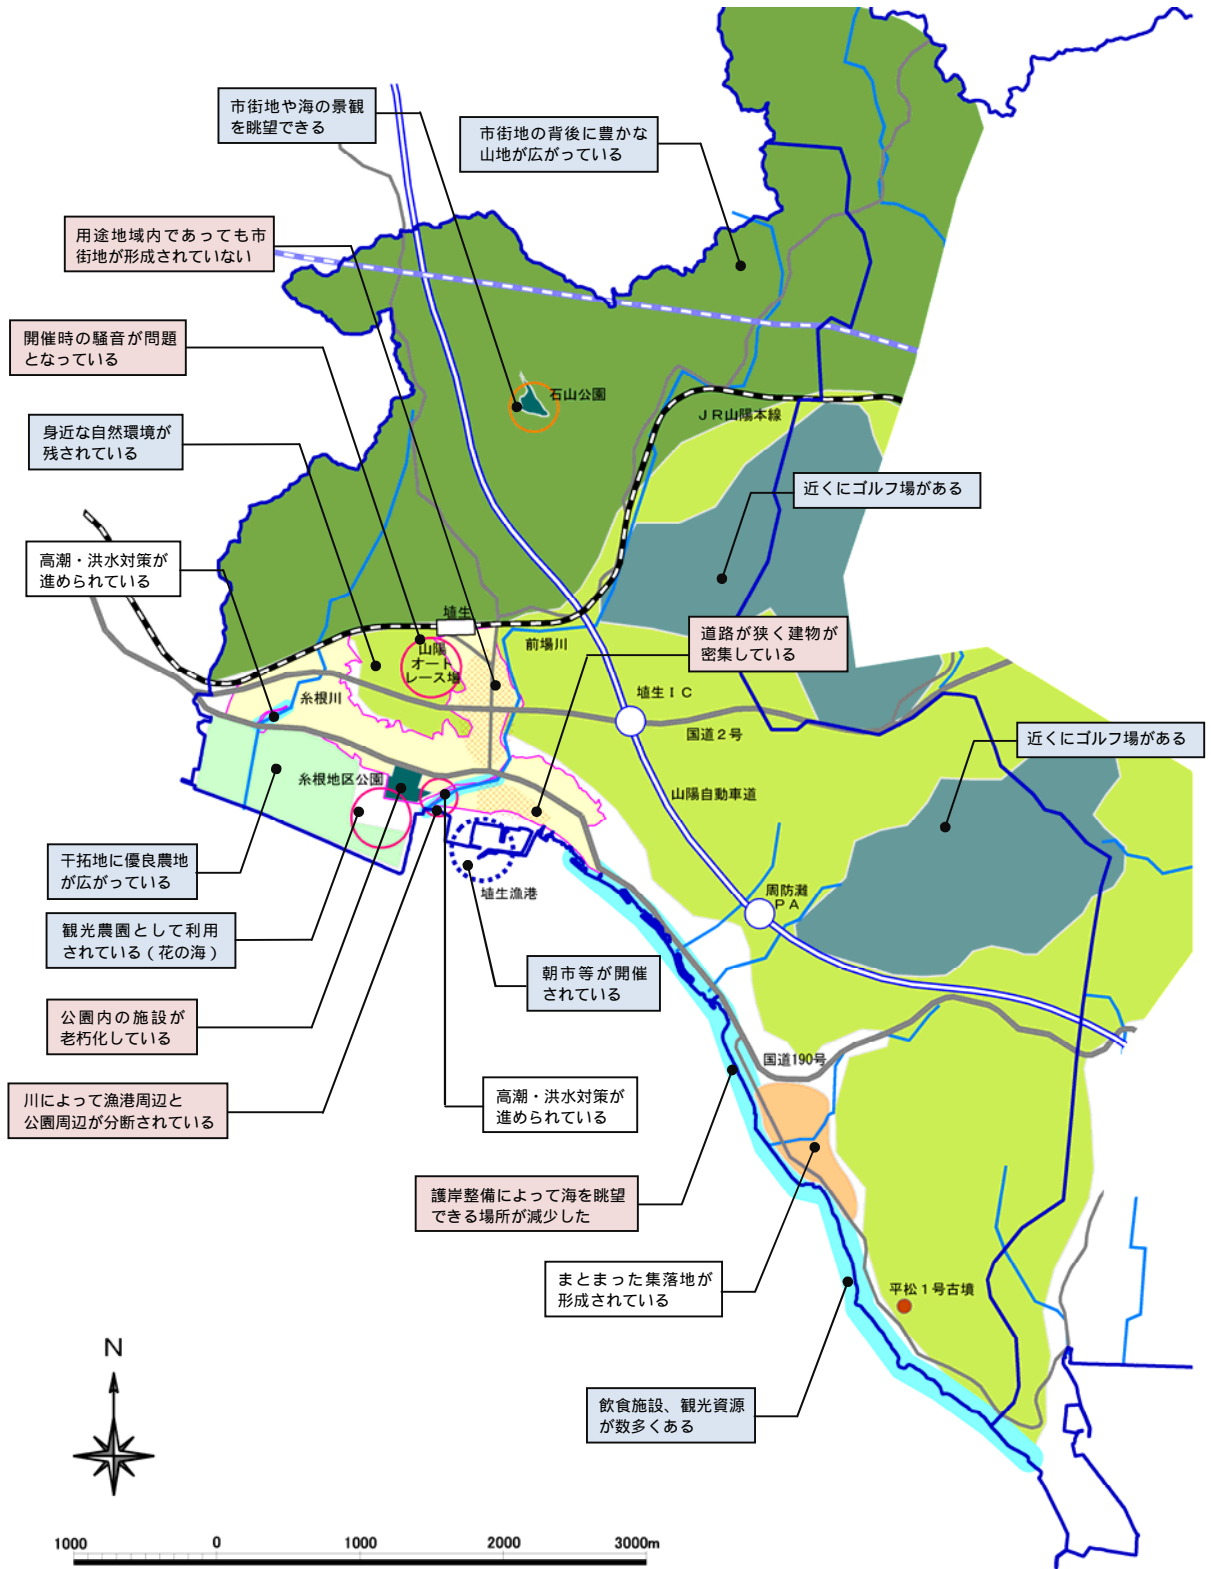 市街地や海の景観
を眺望できる
市街地の背後に豊かな
山地が広がっている
用途地域内であっても市
街地が形成されていない
開催時の騒音が問題
となっている
石山公園
ＪＲ山陽本線
身近な自然環境が
残されている
近くにゴルフ場がある
高潮・洪水対策が
進められている
埴生
前場川
道路が狭く建物が
密集している
山陽
オート
レース場
糸根川
埴生ＩＣ
国道２号
近くにゴルフ場がある
糸根地区公園
山陽自動車道
干拓地に優良農地
が広がっている
埴生漁港
周防灘
ＰＡ
観光農園として利用
されている（花の海）
朝市等が開催
されている
公園内の施設が
老朽化している
国道190号
川によって漁港周辺と
公園周辺が分断されている
高潮・洪水対策が
進められている
護岸整備によって海を眺望
できる場所が減少した
まとまった集落地が
形成されている
平松１号古墳
飲食施設、観光資源
が数多くある
N
1000 0 1000 2000 3000m